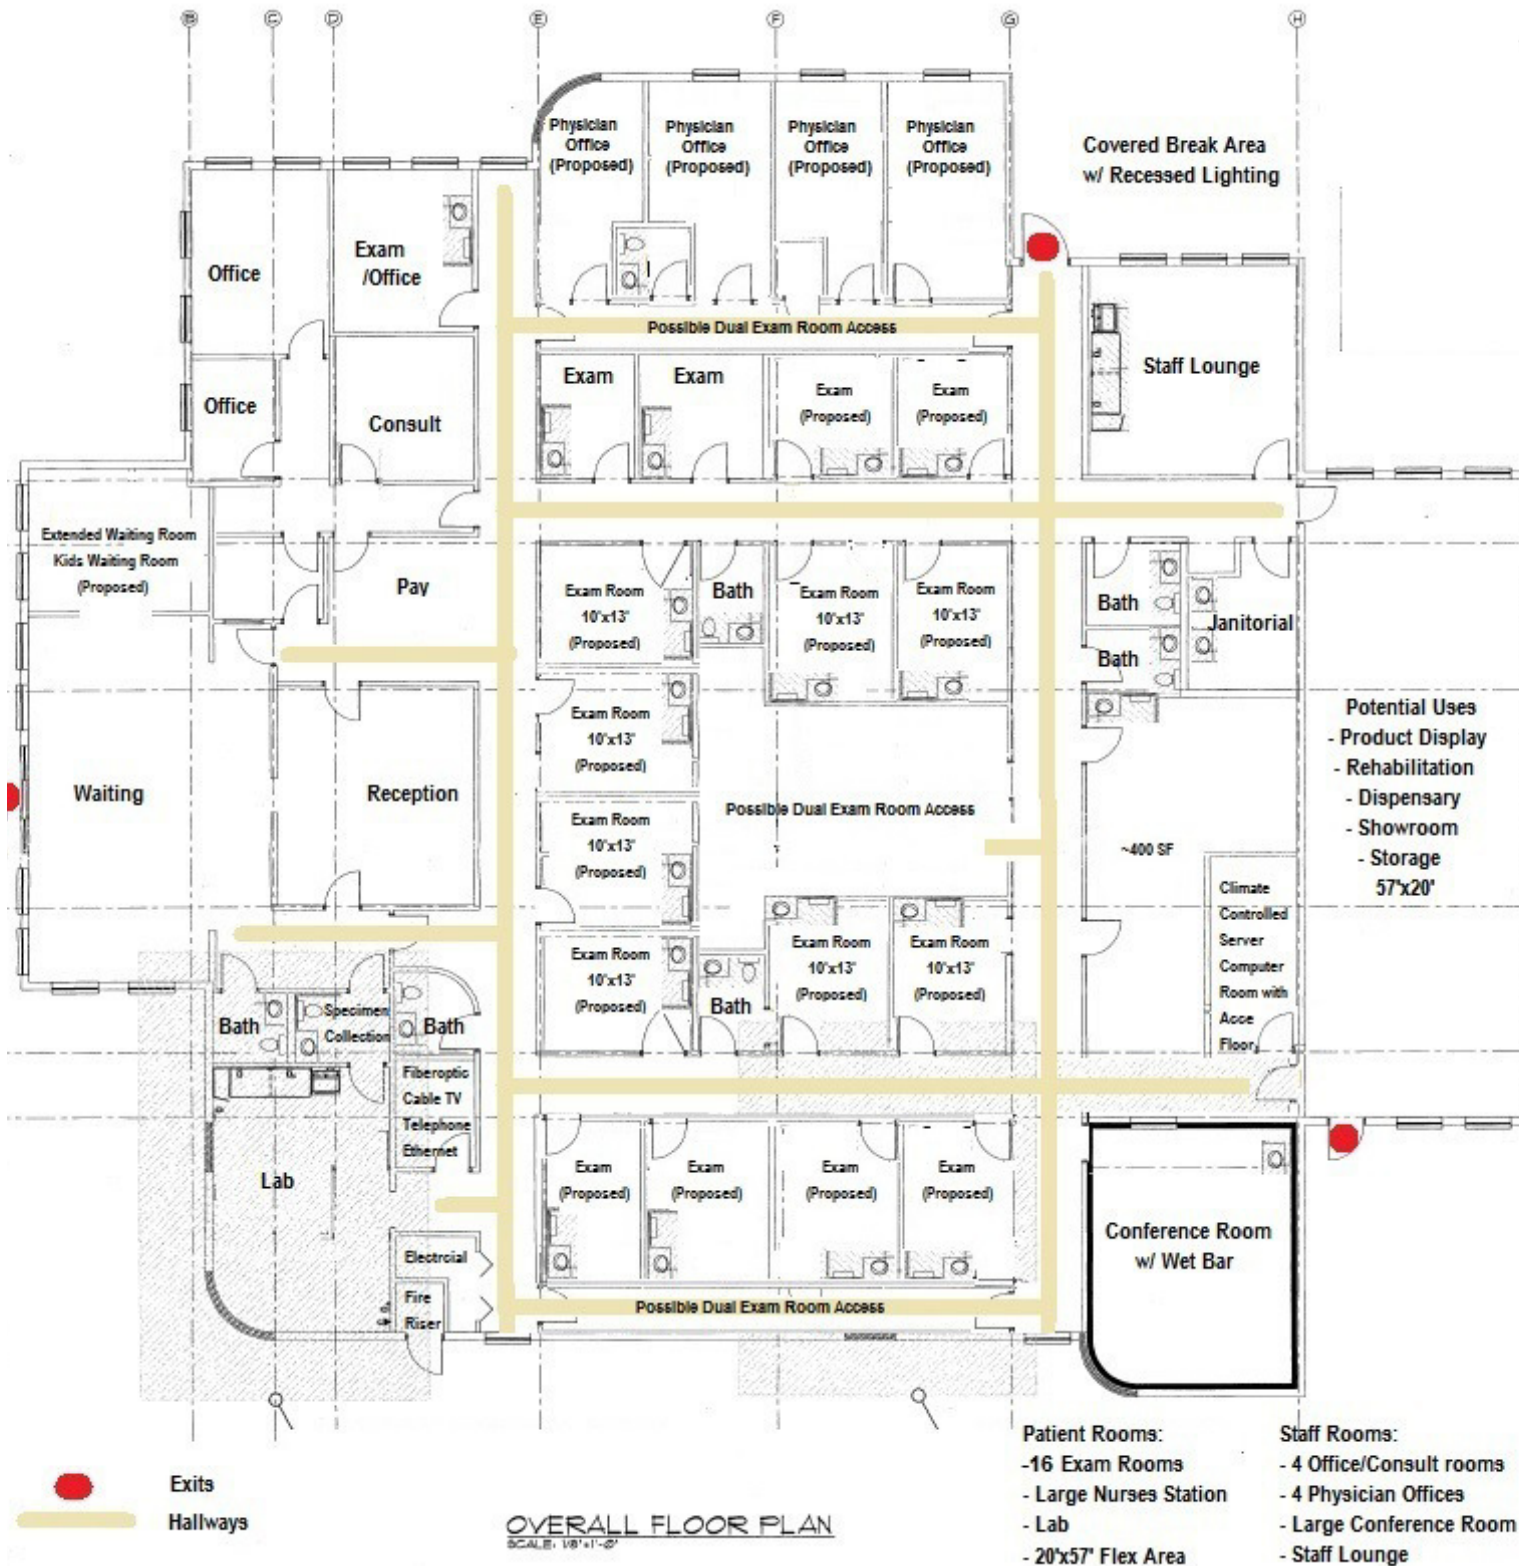 B
C
D
E
F
G
H
Physician
Office
(Proposed)
Physician
Office
(Proposed)
Physician
Office
(Proposed)
Physician
Office
(Proposed)
Covered Break Area
w/ Recessed Lighting
Office
Exam
/Office
Possible Dual Exam Room Access
Office
Consult
Exam
Exam
Exam
(Proposed)
Exam
(Proposed)
Staff Lounge
Extended Waiting Room
Kids Waiting Room
(Proposed)
Pay
Exam Room
10'x13'
(Proposed)
Bath
Exam Room
10'x13'
(Proposed)
Exam Room
10'x13'
(Proposed)
Bath
Janitorial
Bath
Exam Room
10'x13'
(Proposed)
Potential Uses
- Product Display
- Rehabilitation
- Dispensary
- Showroom
- Storage
57'x20'
Waiting
Reception
Exam Room
10'x13'
(Proposed)
Possible Dual Exam Room Access
~400 SF
Climate
Controlled
Server
Computer
Room with
Acce
Floor
Exam Room
10'x13'
(Proposed)
Bath
Exam Room
10'x13'
(Proposed)
Exam Room
10'x13'
(Proposed)
Bath
Specimen
Collection
Bath
Fiberoptic
Cable TV
Telephone
Ethernet
Lab
Exam
(Proposed)
Exam
(Proposed)
Exam
(Proposed)
Exam
(Proposed)
Conference Room
w/ Wet Bar
Electrcial
Fire
Riser
Possible Dual Exam Room Access
Exits
Hallways
OVERALL FLOOR PLAN
SCALE: 1/8"=1'-0"
Patient Rooms:
-16 Exam Rooms
- Large Nurses Station
- Lab
- 20'x57' Flex Area
Staff Rooms:
- 4 Office/Consult rooms
- 4 Physician Offices
- Large Conference Room
- Staff Lounge